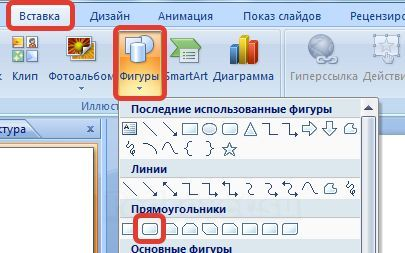 Вставка Дизайн Анимация Показ слайдов Рецензиро
Клип Фотоальбом Фигуры SmartArt Диаграмма Гиперссылка Действи
Иллюст
Последние использованные фигуры
ктура
Линии
Прямоугольники
Основные фигуры